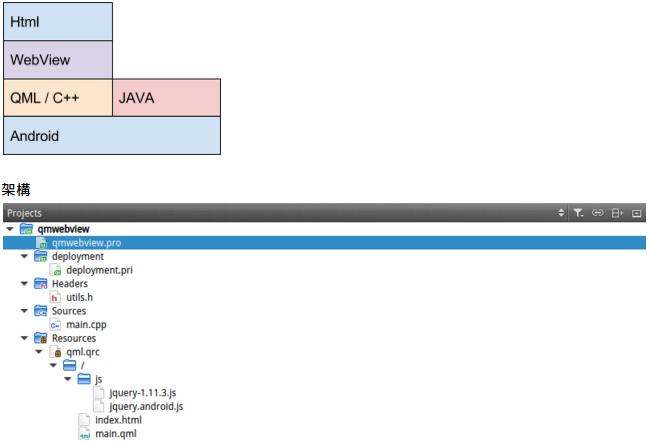 Html
WebView
QML / C++ JAVA
Android
架構
Projects
qmwebview
qmwebview.pro
deployment
deployment.pri
Headers
utils.h
Sources
main.cpp
Resources
qml.qrc
/
js
jquery-1.11.3.js
jquery.android.js
index.html
main.qml